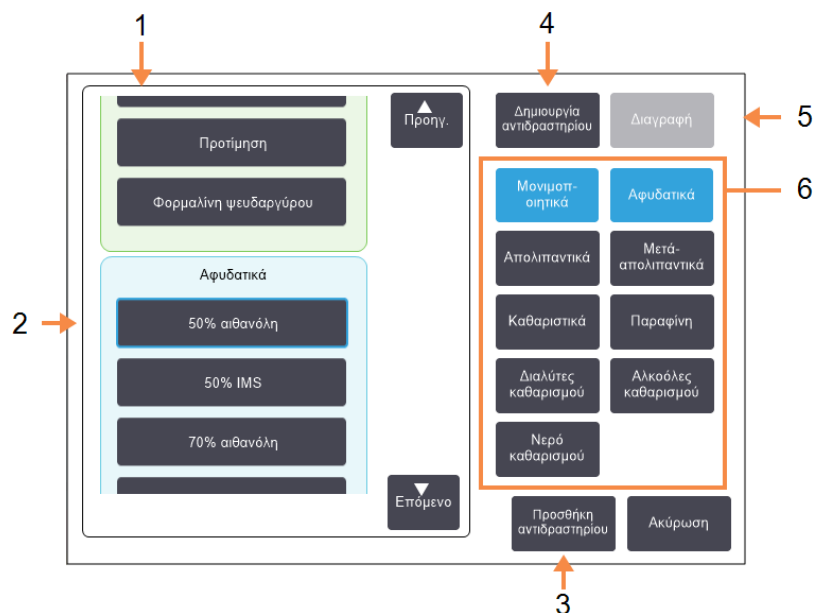 1
4
Προτίμηση
Φορμαλίνη ψευδαργύρου
Προηγ.
Αφυδατικά
2
50% αιθανόλη
50% IMS
70% αιθανόλη
Επόμενο
Δημιουργία
αντιδραστηρίου
Διαγραφή
5
Μονιμοπ-
οιητικά
Αφυδατικά
6
Απολιπαντικά
Μετά-
απολιπαντικά
Καθαριστικά
Παραφίνη
Διαλύτες
καθαρισμού
Αλκοόλες
καθαρισμού
Νερό
καθαρισμού
Προσθήκη
αντιδραστηρίου
Ακύρωση
3